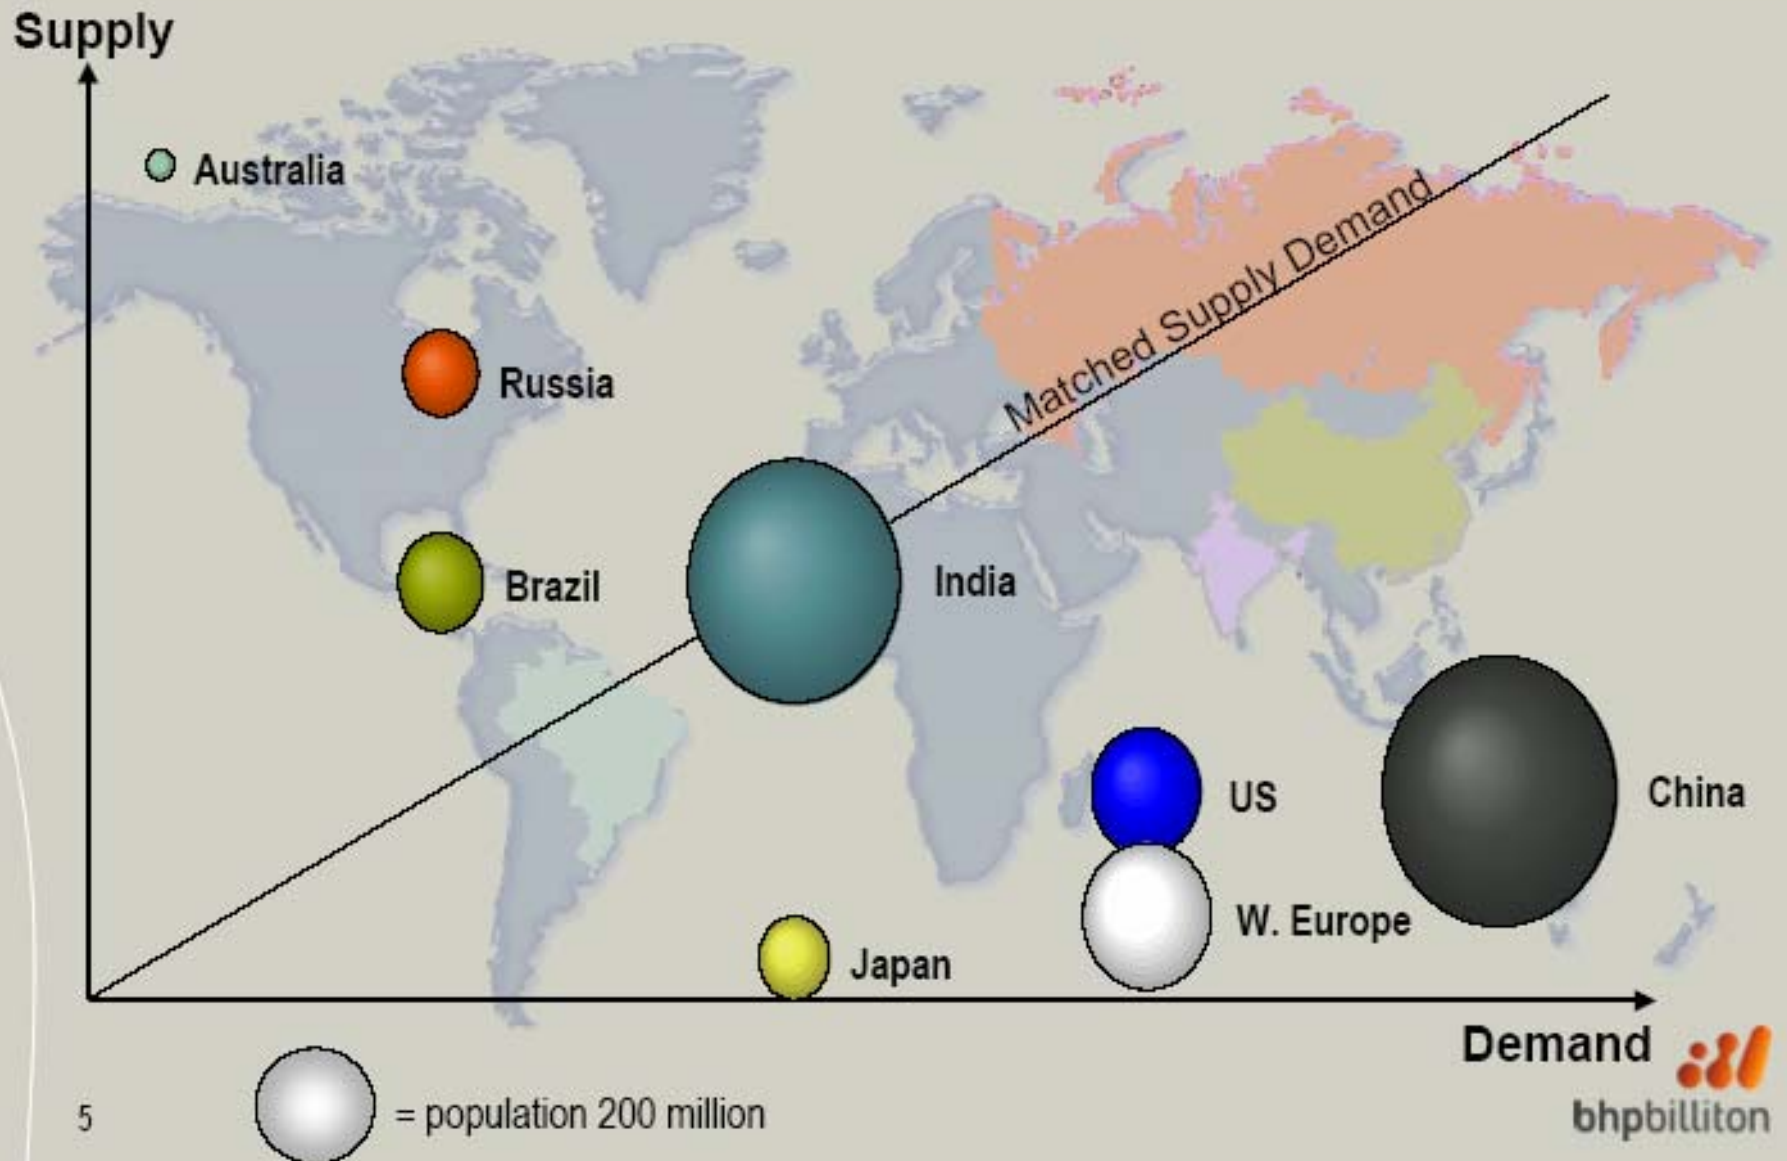 Supply
Australia
Matched Supply Demand
Russia
Brazil
India
US
China
W. Europe
Japan
Demand
5
= population 200 million
bhpbilliton